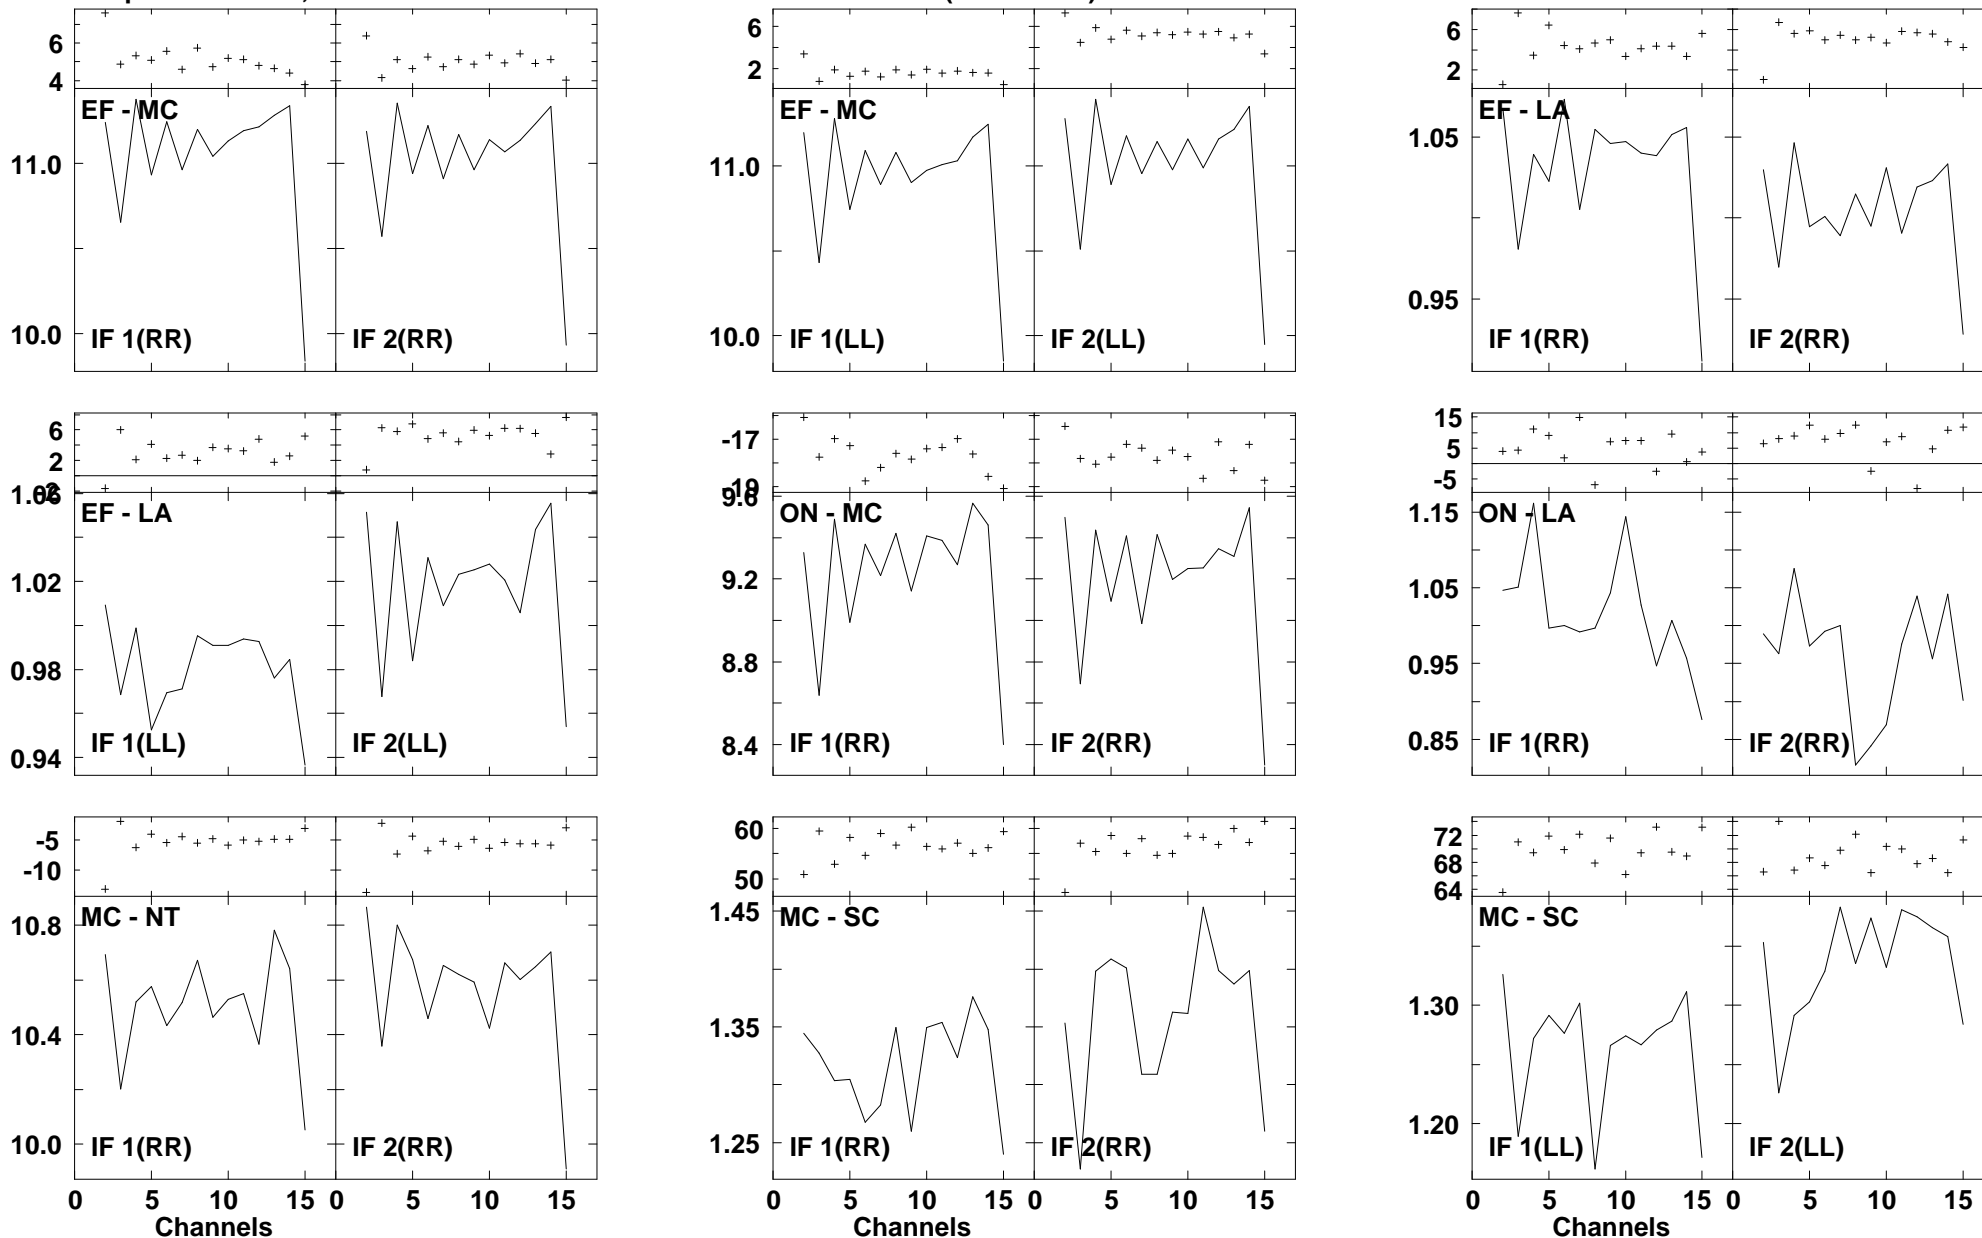 6 4
EF - MC
11.0
10.0
IF 1(RR) IF 2(RR)
6 2
EF - MC
11.0
10.0
IF 1(LL) IF 2(LL)
6 2
EF - LA
1.05
0.95
IF 1(RR) IF 2(RR)
6 2 -2
1.06
EF - LA
1.02
0.98
0.94
IF 1(LL) IF 2(LL)
-17 -19
9.6
ON - MC
9.2
8.8
8.4
IF 1(RR) IF 2(RR)
15 5 -5
ON - LA
1.15
1.05
0.95
0.85
IF 1(RR) IF 2(RR)
-5 -10
MC - NT
10.8
10.4
10.0
IF 1(RR) IF 2(RR)
0 5 10 15 0 5 10 15
Channels
60 50
MC - SC
1.45
1.35
1.25
IF 1(RR) IF 2(RR)
0 5 10 15 0 5 10 15
Channels
72 68 64
MC - SC
1.30
1.20
IF 1(LL) IF 2(LL)
0 5 10 15 0 5 10 15
Channels